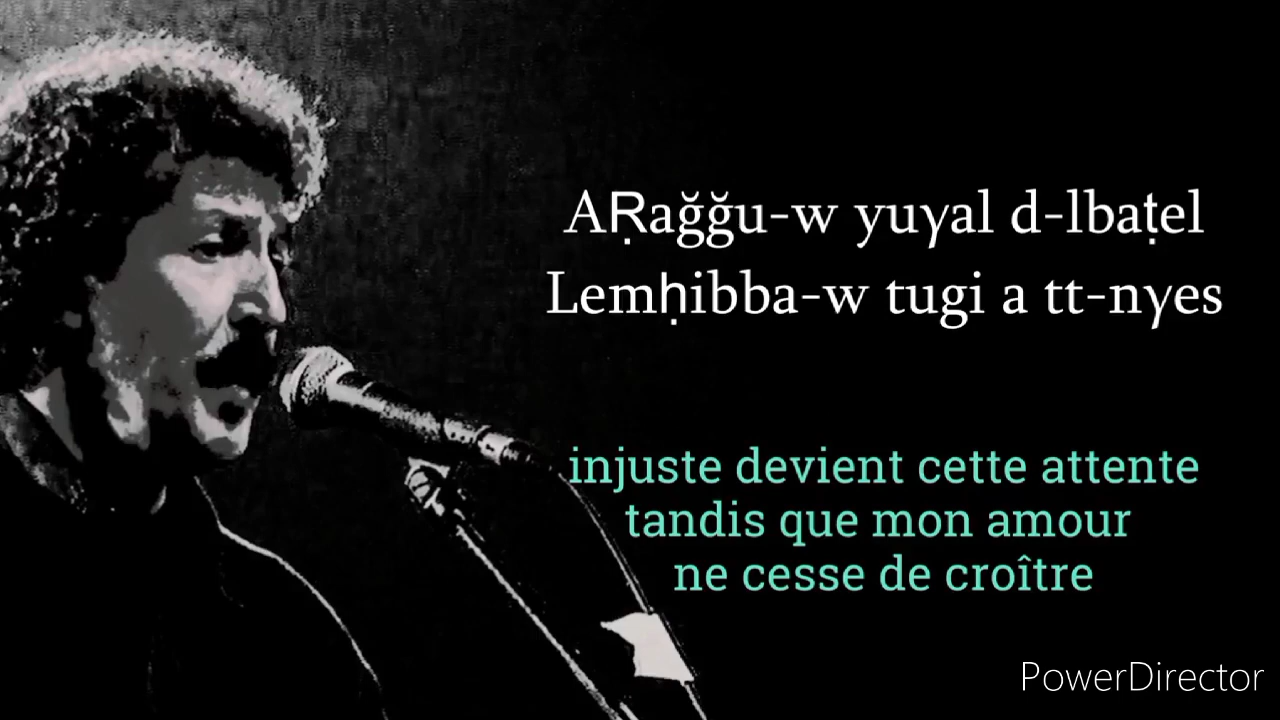 AṚağğu-w yuɣal d-lbaṭel
Lemḥibba-w tugi a tt-nɣes
injuste devient cette attente
tandis que mon amour
ne cesse de croître
PowerDirector